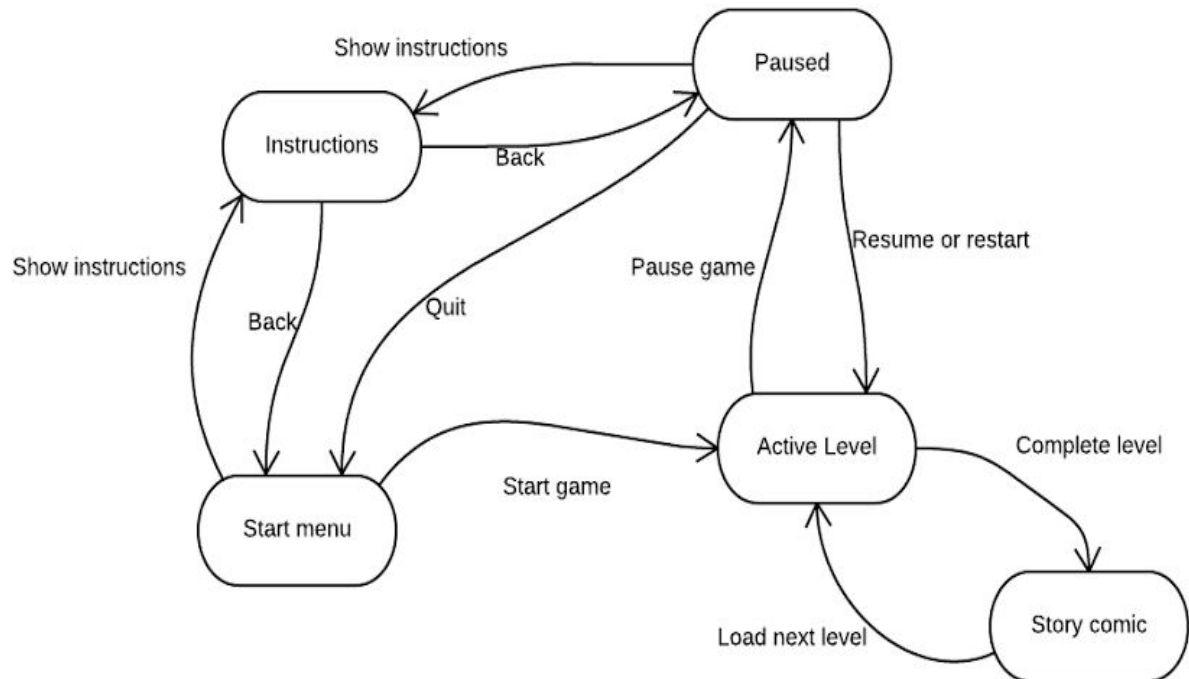 Show instructions
Paused
Instructions
Back
Resume or restart
Show instructions
Pause game
Quit
Back
Active Level
Complete level
Start game
Start menu
Story comic
Load next level